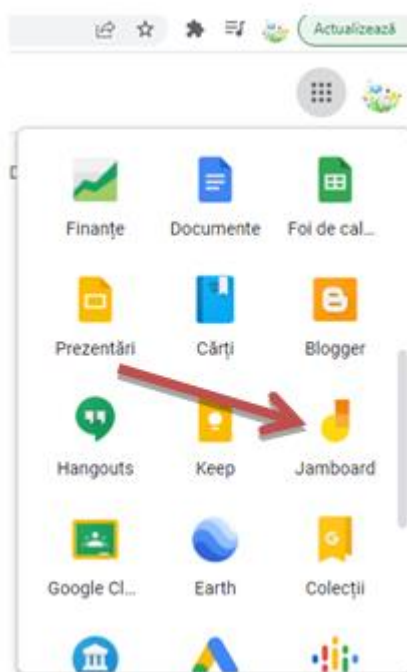 Actualizează
Finanțe Documente Foi de cal...
Prezentări Cărți Blogger
Hangouts Keep Jamboard
Google Cl... Earth Colecții